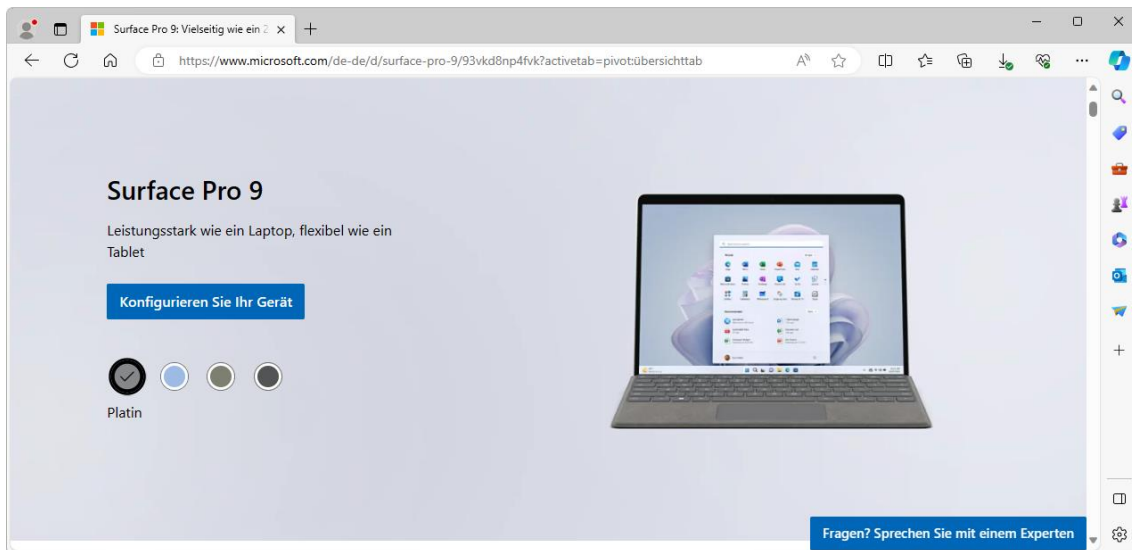 Surface Pro 9: Vielseitig wie ein 2
https://www.microsoft.com/de-de/d/surface-pro-9/93vkd8np4fvk?activetab=pivot:übersichttab
Surface Pro 9
Leistungsstark wie ein Laptop, flexibel wie ein
Tablet
Konfigurieren Sie Ihr Gerät
Platin
Fragen? Sprechen Sie mit einem Experten